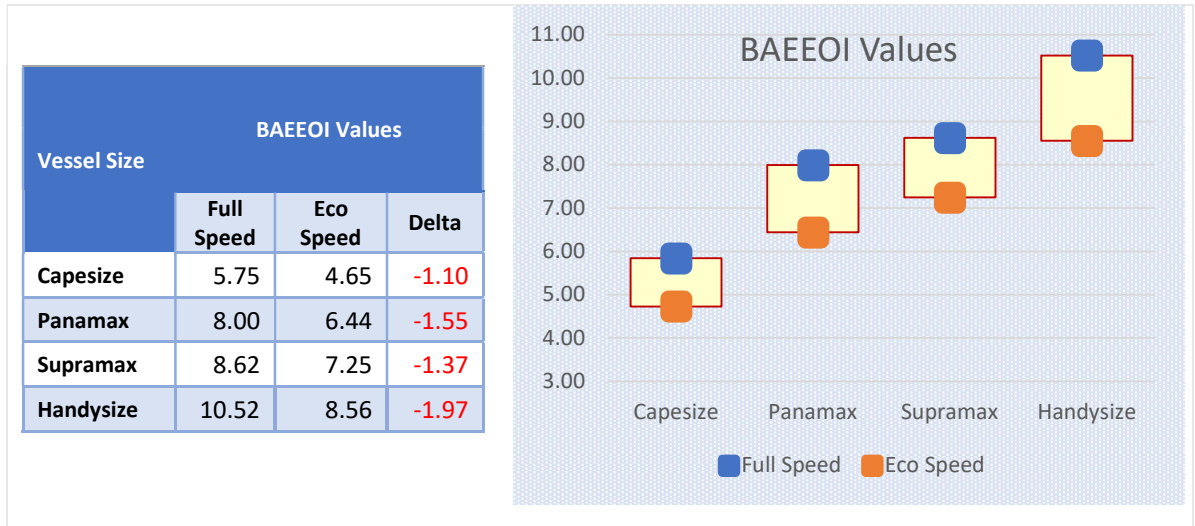 BAEEOI Values
Vessel Size
Full Speed Eco Speed Delta
Capesize 5.75 4.65 -1.10
Panamax 8.00 6.44 -1.55
Supramax 8.62 7.25 -1.37
Handysize 10.52 8.56 -1.97
BAEEOI Values
11.00
10.00
9.00
8.00
7.00
6.00
5.00
4.00
3.00
Capesize Panamax Supramax Handysize
Full Speed Eco Speed